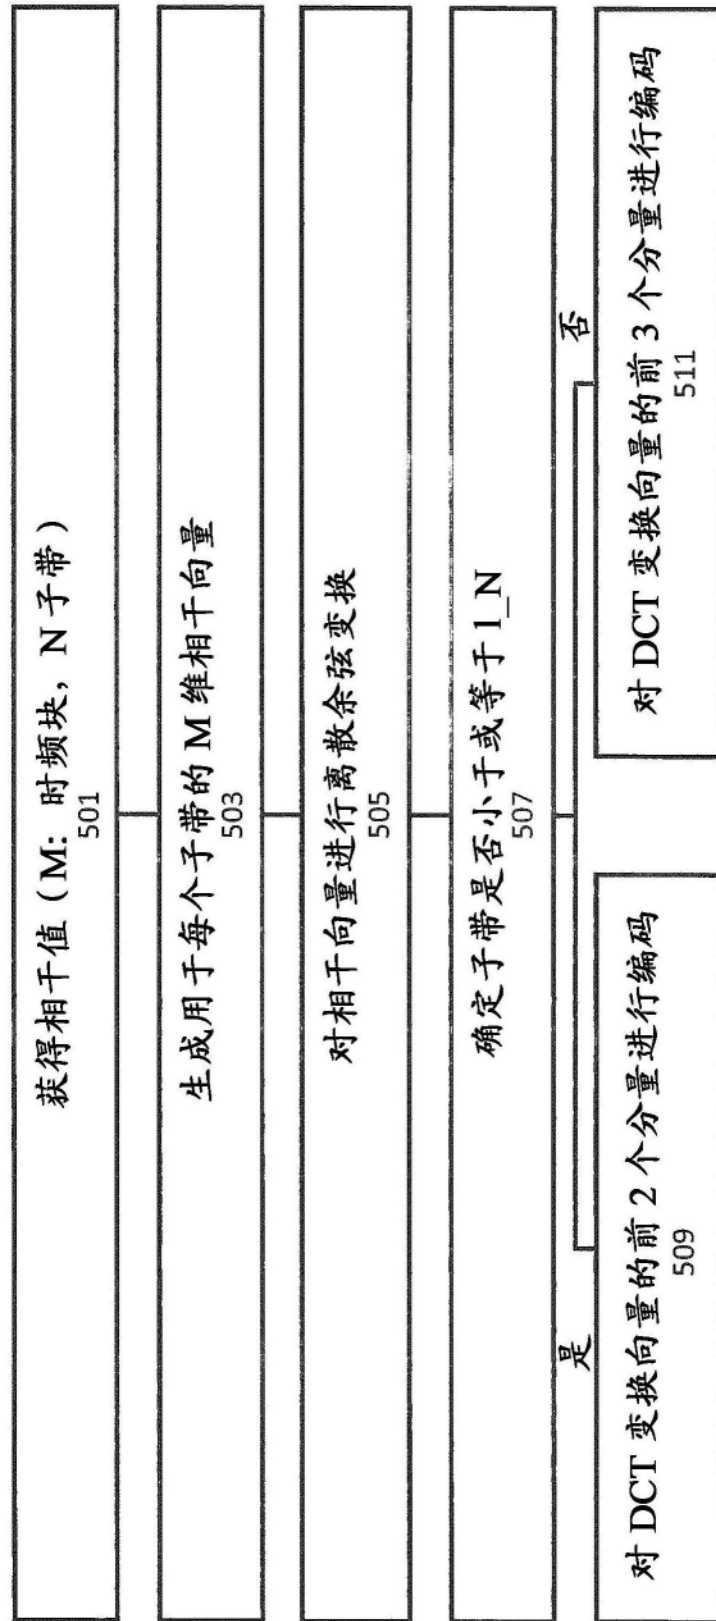 获得相干值（M: 时频块, N 子带）
501
生成用于每个子带的 M 维相干向量
503
对相干向量进行离散余弦变换
505
确定子带是否小于或等于 1_N
507
是
否
对 DCT 变换向量的前 2 个分量进行编码
509
对 DCT 变换向量的前 3 个分量进行编码
511